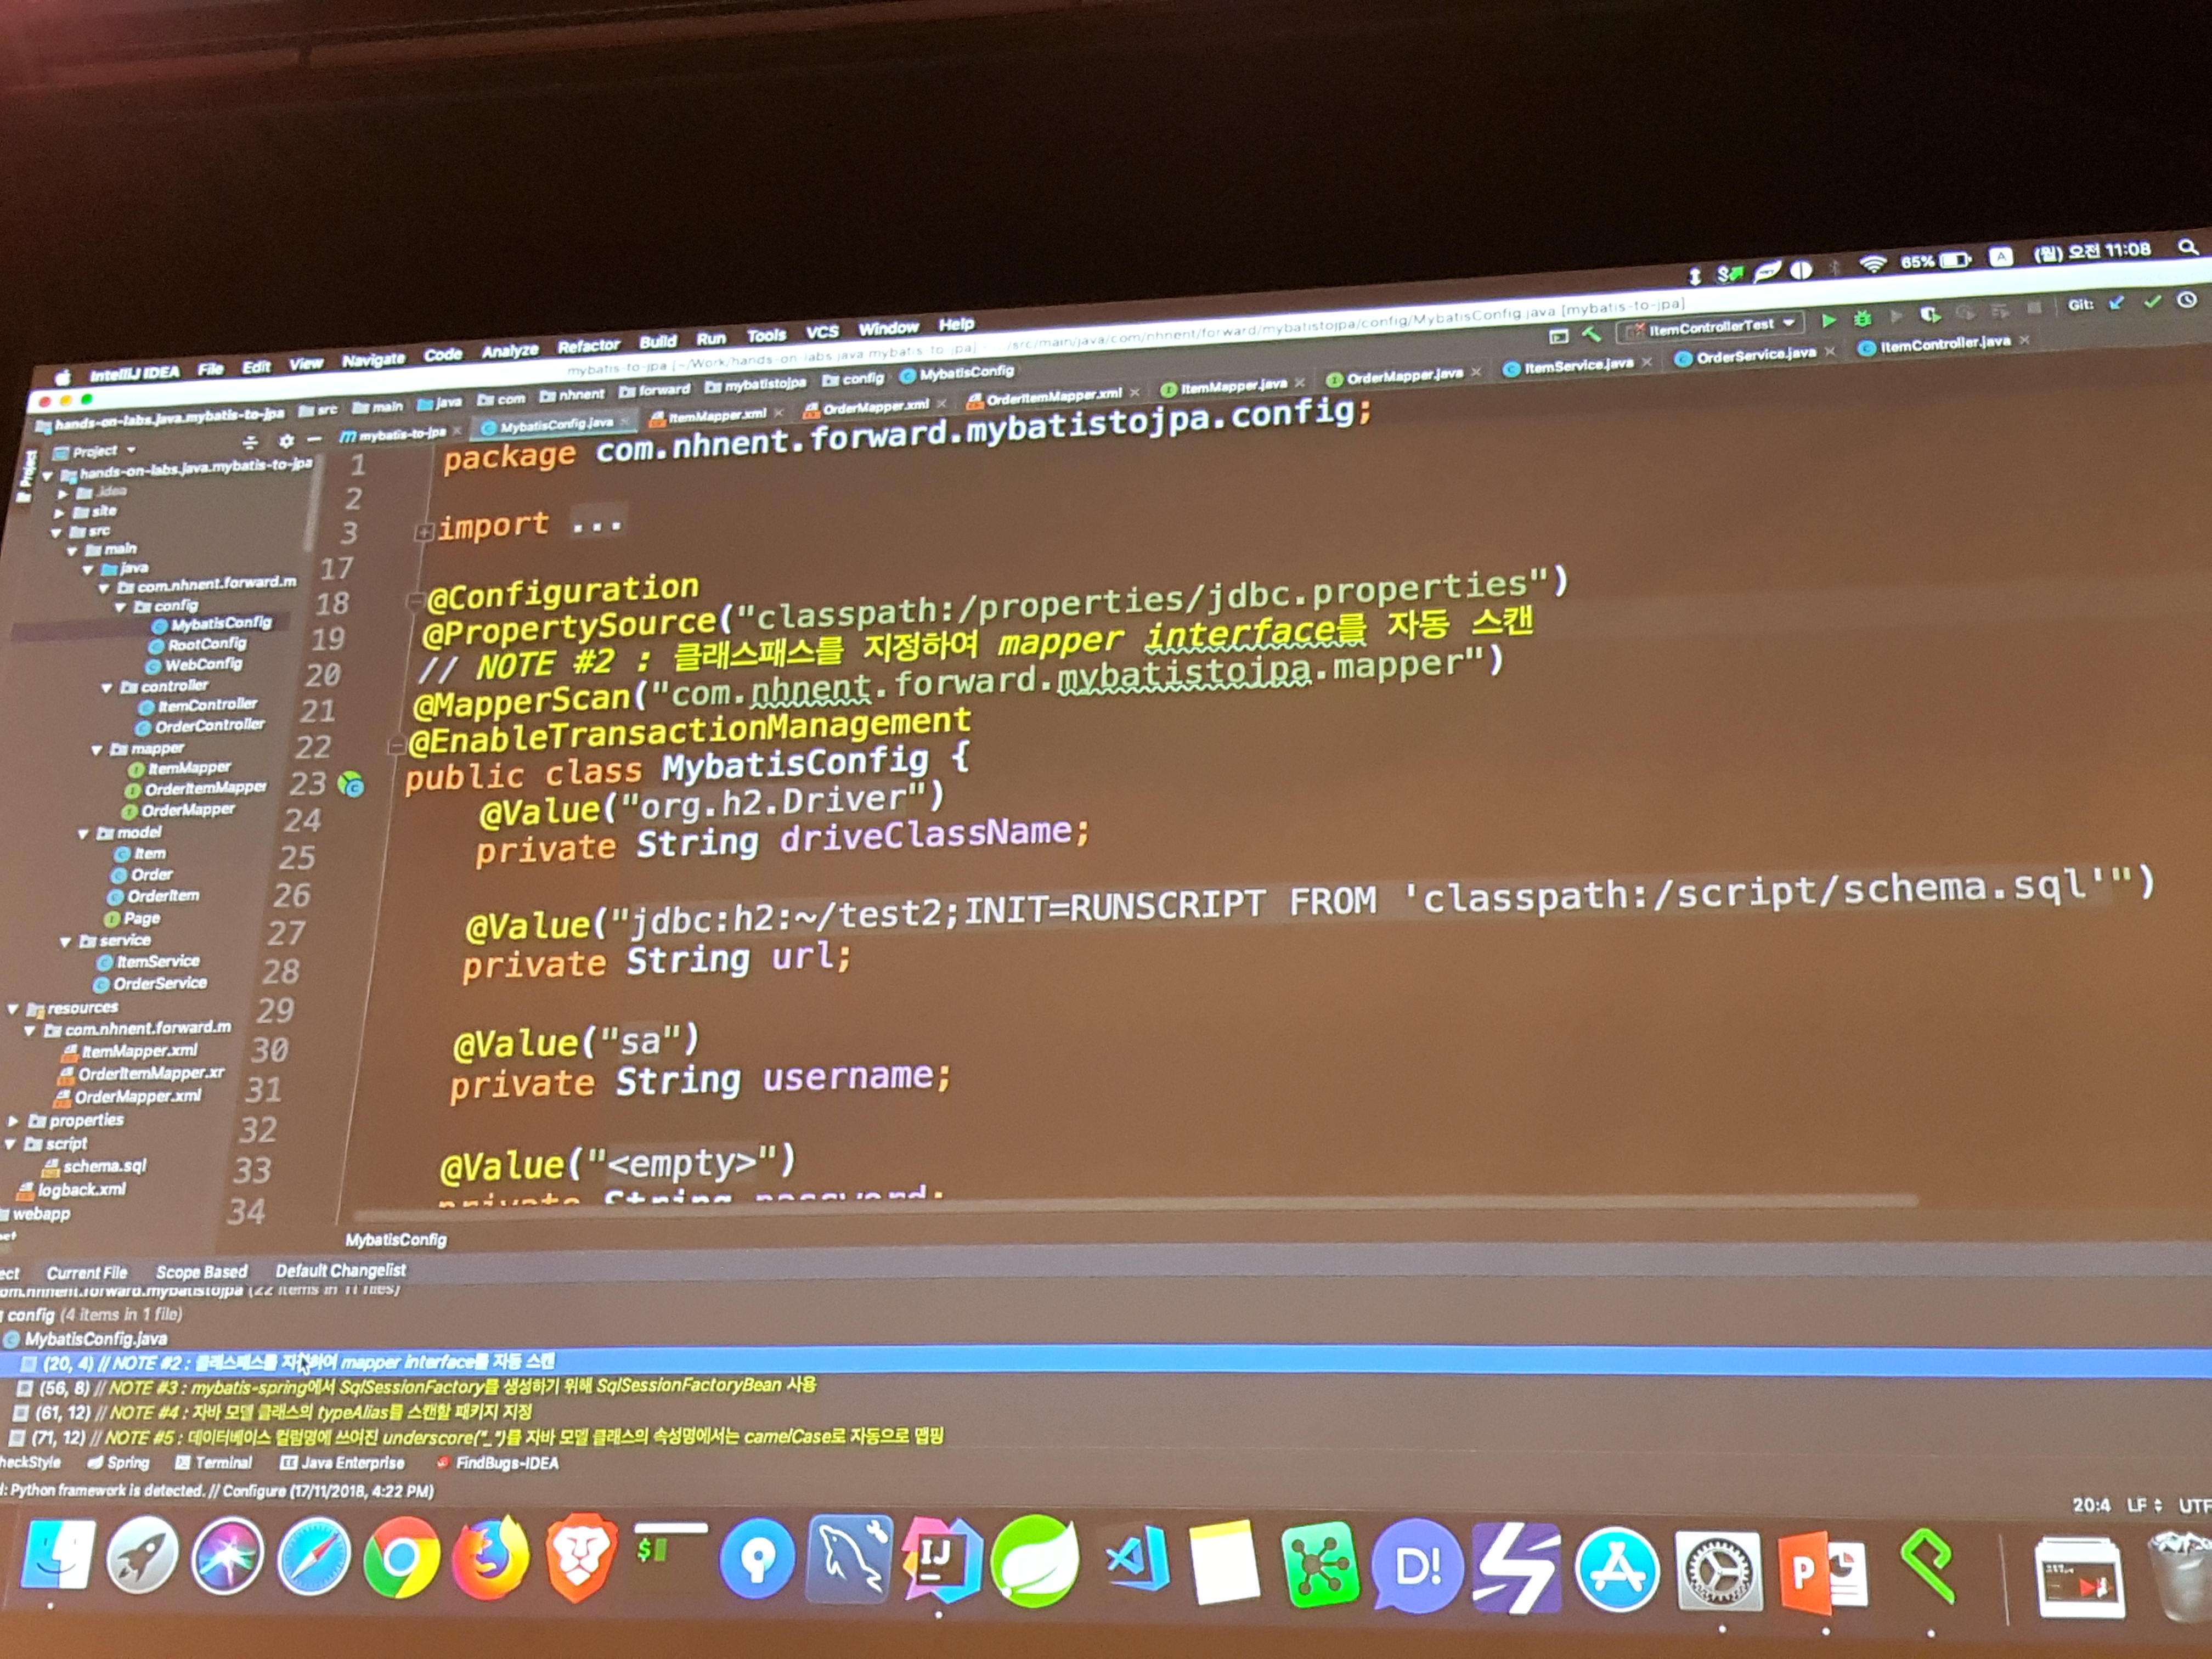 65% A (월) 오전 11:08
IntelliJ IDEA File Edit View Navigate Code Analyze Refactor Build Run Tools VCS Window Help
mybatis-to-jpa [~/Work/hands-on-labs.java.mybatis-to-jpa] - .../src/main/java/com/nhnent/forward/mybatistojpa/config/MybatisConfig.java [mybatis-to-jpa]
hands-on-labs.java.mybatis-to-jpa src main java com nhnent forward mybatistojpa config MybatisConfig
ItemControllerTest Git:
mybatis-to-jpa MybatisConfig.java ItemMapper.xml OrderMapper.xml OrderItemMapper.xml ItemMapper.java OrderMapper.java ItemService.java OrderService.java ItemController.java
Project
Project
hands-on-labs.java.mybatis-to-jpa
.idea
site
src
main
java
com.nhnent.forward.m
config
MybatisConfig
RootConfig
WebConfig
controller
ItemController
OrderController
mapper
ItemMapper
OrderItemMapper
OrderMapper
model
Item
Order
OrderItem
Page
service
ItemService
OrderService
resources
com.nhnent.forward.m
ItemMapper.xml
OrderItemMapper.xr
OrderMapper.xml
properties
script
schema.sql
logback.xml
webapp
1 package com.nhnent.forward.mybatistojpa.config;
2
3 import ...
17
18 @Configuration
19 @PropertySource("classpath:/properties/jdbc.properties")
20 // NOTE #2 : 클래스패스를 지정하여 mapper interface를 자동 스캔
21 @MapperScan("com.nhnent.forward.mybatistojpa.mapper")
22 @EnableTransactionManagement
23 public class MybatisConfig {
24 @Value("org.h2.Driver")
25 private String driveClassName;
26
27 @Value("jdbc:h2:~/test2;INIT=RUNSCRIPT FROM 'classpath:/script/schema.sql'")
28 private String url;
29
30 @Value("sa")
31 private String username;
32
33 @Value("<empty>")
34 private String password;
MybatisConfig
ect Current File Scope Based Default Changelist
om.nhnent.forward.mybatistojpa (22 items in 11 files)
config (4 items in 1 file)
MybatisConfig.java
(20, 4) // NOTE #2 : 클래스패스를 지정하여 mapper interface를 자동 스캔
(56, 8) // NOTE #3 : mybatis-spring에서 SqlSessionFactory를 생성하기 위해 SqlSessionFactoryBean 사용
(61, 12) // NOTE #4 : 자바 모델 클래스의 typeAlias를 스캔할 패키지 지정
(71, 12) // NOTE #5 : 데이터베이스 컬럼명에 쓰여진 underscore("_")를 자바 모델 클래스의 속성명에서는 camelCase로 자동으로 맵핑
heckStyle Spring Terminal Java Enterprise FindBugs-IDEA
d: Python framework is detected. // Configure (17/11/2018, 4:22 PM)
20:4 LF UTF
$
IJ
D!
P